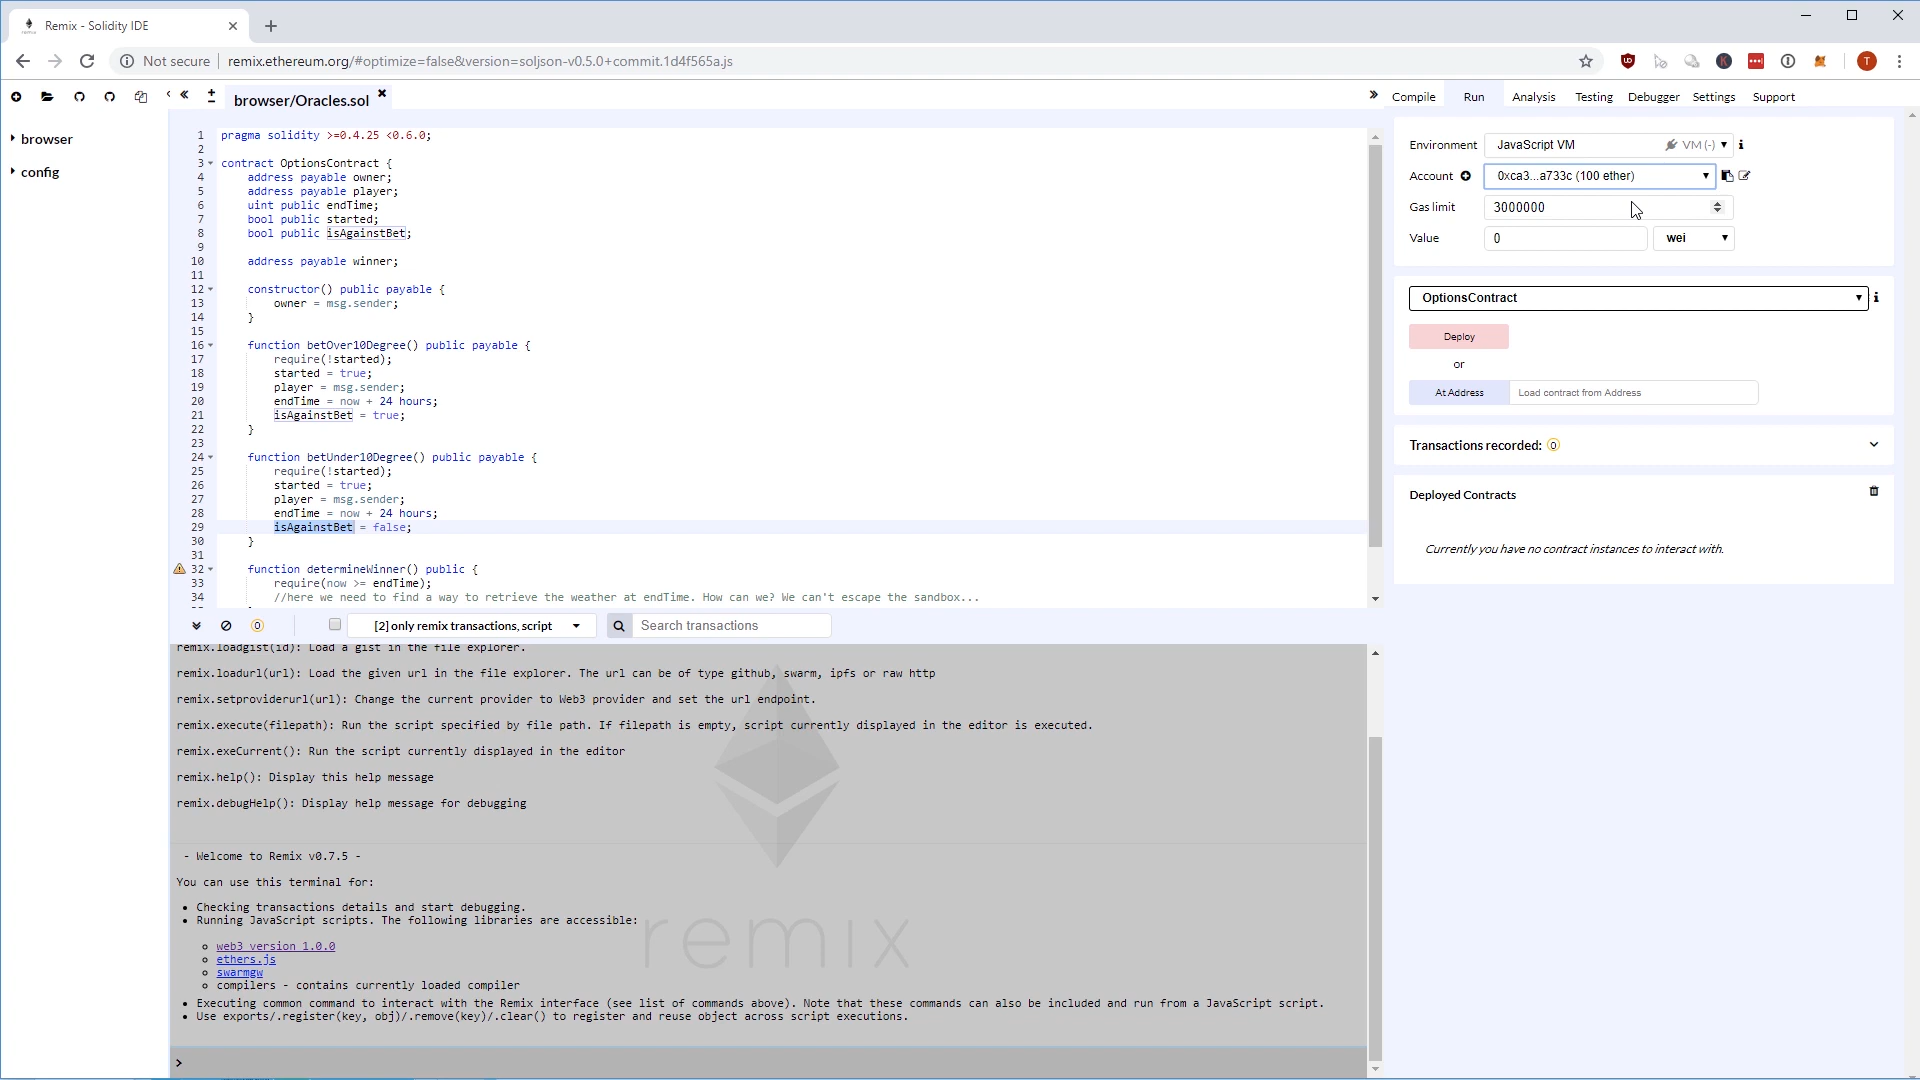 Remix - Solidity IDE
Not secure
remix.ethereum.org/#optimize=false&version=soljson-v0.5.0+commit.1d4f565a.js
T
browser/Oracles.sol
Compile
Run
Analysis
Testing
Debugger
Settings
Support
browser
config
1 pragma solidity >=0.4.25 <0.6.0;
2
3 contract OptionsContract {
4 address payable owner;
5 address payable player;
6 uint public endTime;
7 bool public started;
8 bool public isAgainstBet;
9
10 address payable winner;
11
12 constructor() public payable {
13 owner = msg.sender;
14 }
15
16 function betOver10Degree() public payable {
17 require(!started);
18 started = true;
19 player = msg.sender;
20 endTime = now + 24 hours;
21 isAgainstBet = true;
22 }
23
24 function betUnder10Degree() public payable {
25 require(!started);
26 started = true;
27 player = msg.sender;
28 endTime = now + 24 hours;
29 isAgainstBet = false;
30 }
31
32 function determineWinner() public {
33 require(now >= endTime);
34 //here we need to find a way to retrieve the weather at endTime. How can we? We can't escape the sandbox...
0
[2] only remix transactions, script
Search transactions
remix.loadgist(id): Load a gist in the file explorer.
remix.loadurl(url): Load the given url in the file explorer. The url can be of type github, swarm, ipfs or raw http
remix.setproviderurl(url): Change the current provider to Web3 provider and set the url endpoint.
remix.execute(filepath): Run the script specified by file path. If filepath is empty, script currently displayed in the editor is executed.
remix.exeCurrent(): Run the script currently displayed in the editor
remix.help(): Display this help message
remix.debugHelp(): Display help message for debugging
- Welcome to Remix v0.7.5 -
You can use this terminal for:
• Checking transactions details and start debugging.
• Running JavaScript scripts. The following libraries are accessible:
web3 version 1.0.0
ethers.js
swarmgw
compilers - contains currently loaded compiler
• Executing common command to interact with the Remix interface (see list of commands above). Note that these commands can also be included and run from a JavaScript script.
• Use exports/.register(key, obj)/.remove(key)/.clear() to register and reuse object across script executions.
remix
>
Environment
JavaScript VM
VM (-)
Account
0xca3...a733c (100 ether)
Gas limit
3000000
Value
0
wei
OptionsContract
Deploy
or
At Address
Load contract from Address
Transactions recorded: 0
Deployed Contracts
Currently you have no contract instances to interact with.